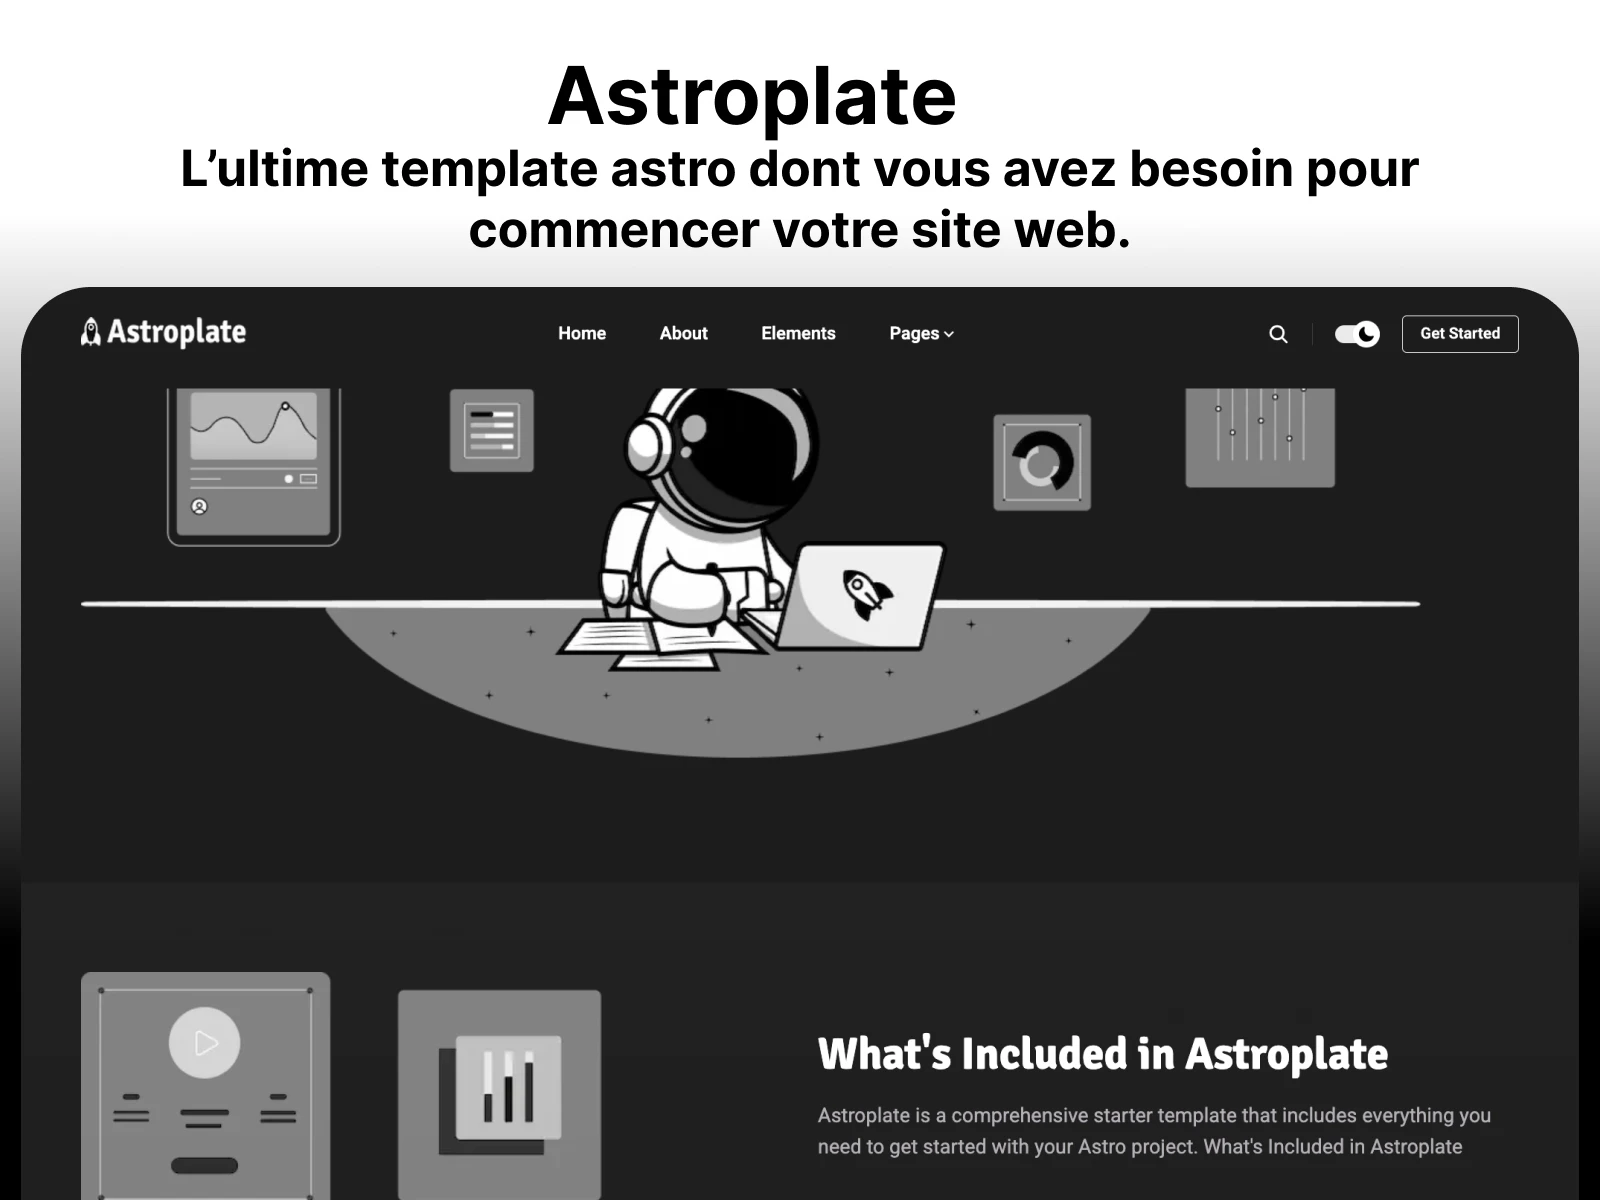 Astroplate
L’ultime template astro dont vous avez besoin pour
commencer votre site web.
Astroplate
Home
About
Elements
Pages
Get Started
What's Included in Astroplate
Astroplate is a comprehensive starter template that includes everything you
need to get started with your Astro project. What's Included in Astroplate